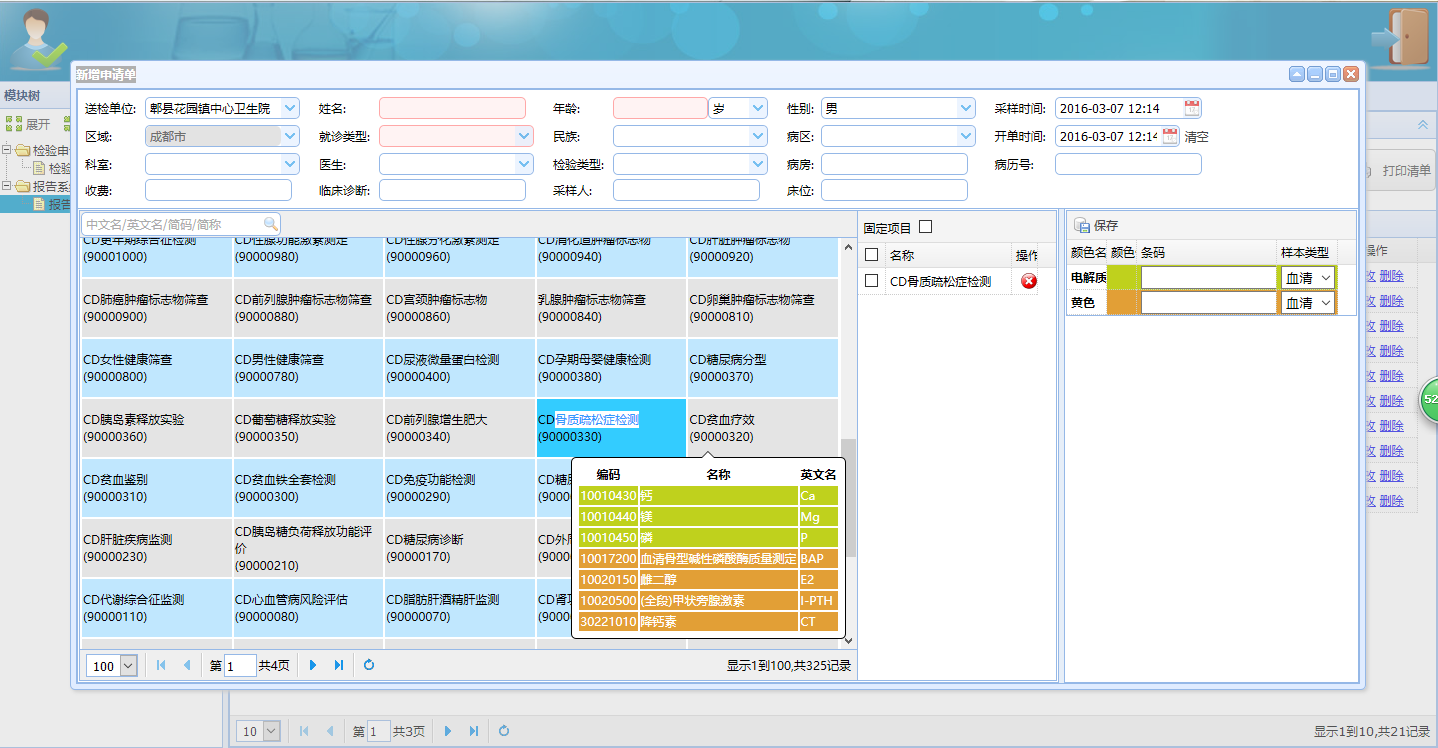 新增申请单
模块树
展开
检验申
检验
报告系
报告
送检单位: 郫县花园镇中心卫生院 姓名: 年龄: 岁 性别: 男 采样时间: 2016-03-07 12:14
区域: 成都市 就诊类型: 民族: 病区: 开单时间: 2016-03-07 12:14 清空
科室: 医生: 检验类型: 病房: 病历号:
收费: 临床诊断: 采样人: 床位:
打印清单
中文名/英文名/简码/简称
CD更年期综合征检测 CD性腺功能激素测定 CD性腺分化激素测定 CD消化道肿瘤标志物 CD肝脏肿瘤标志物
(90001000) (90000980) (90000960) (90000940) (90000920)
CD肺癌肿瘤标志物筛查 CD前列腺肿瘤标志物筛查 CD宫颈肿瘤标志物 乳腺肿瘤标志物筛查 CD卵巢肿瘤标志物筛查
(90000900) (90000880) (90000860) (90000840) (90000810)
CD女性健康筛查 CD男性健康筛查 CD尿液微量蛋白检测 CD孕期母婴健康检测 CD糖尿病分型
(90000800) (90000780) (90000400) (90000380) (90000370)
CD胰岛素释放实验 CD葡萄糖释放实验 CD前列腺增生肥大 CD骨质疏松症检测 CD贫血疗效
(90000360) (90000350) (90000340) (90000330) (90000320)
CD贫血鉴别 CD贫血铁全套检测 CD免疫功能检测
(90000310) (90000300) (90000290)
CD肝脏疾病监测 CD胰岛糖负荷释放功能评价 CD糖尿病诊断
(90000230) (90000210) (90000170)
CD代谢综合征监测 CD心血管病风险评估 CD脂肪肝酒精肝监测
(90000110) (90000080) (90000070)
编码 名称 英文名
10010430 钙 Ca
10010440 镁 Mg
10010450 磷 P
10017200 血清骨型碱性磷酸酶质量测定 BAP
10020150 雌二醇 E2
10020500 (全段)甲状旁腺激素 I-PTH
30221010 降钙素 CT
100 第 1 共4页 显示1到100,共325记录
固定项目
名称 操作
CD骨质疏松症检测
保存
颜色名 颜色 条码 样本类型
电解质 血清
黄色 血清
操作
改 删除
改 删除
改 删除
改 删除
改 删除
改 删除
改 删除
改 删除
改 删除
改 删除
52
10 第 1 共3页 显示1到10,共21记录